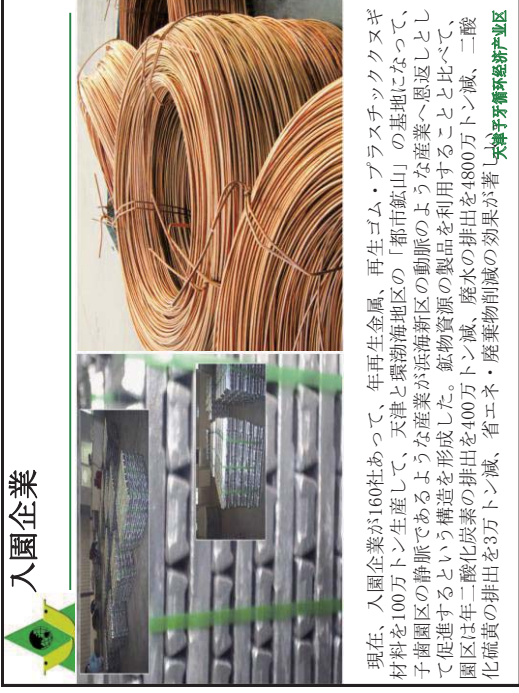 入園企業
現在、入園企業が160社あって、年再生金属、再生ゴム・プラスチッククヌギ
材料を100万トン生産して、天津と環渤海地区の「都市鉱山」の基地になって、
子歯園区の静脈であるような産業が浜海新区の動脈のような産業へ恩返しとし
て促進するという構造を形成した。鉱物資源の製品を利用することと比べて、
園区は年二酸化炭素の排出を400万トン減、廃水の排出を4800万トン減、二酸
化硫黄の排出を3万トン減、省エネ・廃棄物削減の効果が著し
天津子牙循环经济产业区